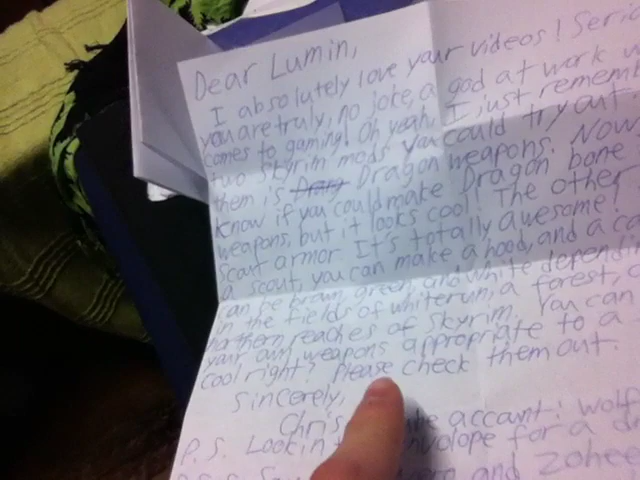 Dear Lumin,
I absolutely love your videos! Serio
you are truly, no joke, a god at work w
comes to gaming! Oh yeah, I just rememb
two Skyrim mods you could try out.
them is Dragon weapons. Now
know if you could make Dragon bone
weapons, but it looks cool! The other
scout armor. It's totally awesome!
a scout, you can make a hood, and a ca
can be brown, green, and white dependi
in the fields of whiterun, a forest, o
northern reaches of Skyrim. You can
your own weapons appropriate to a
cool right? Please check them out.
Sincerely,
Chris accant: wolf
P.S. Look in envolope for a d
and zohee